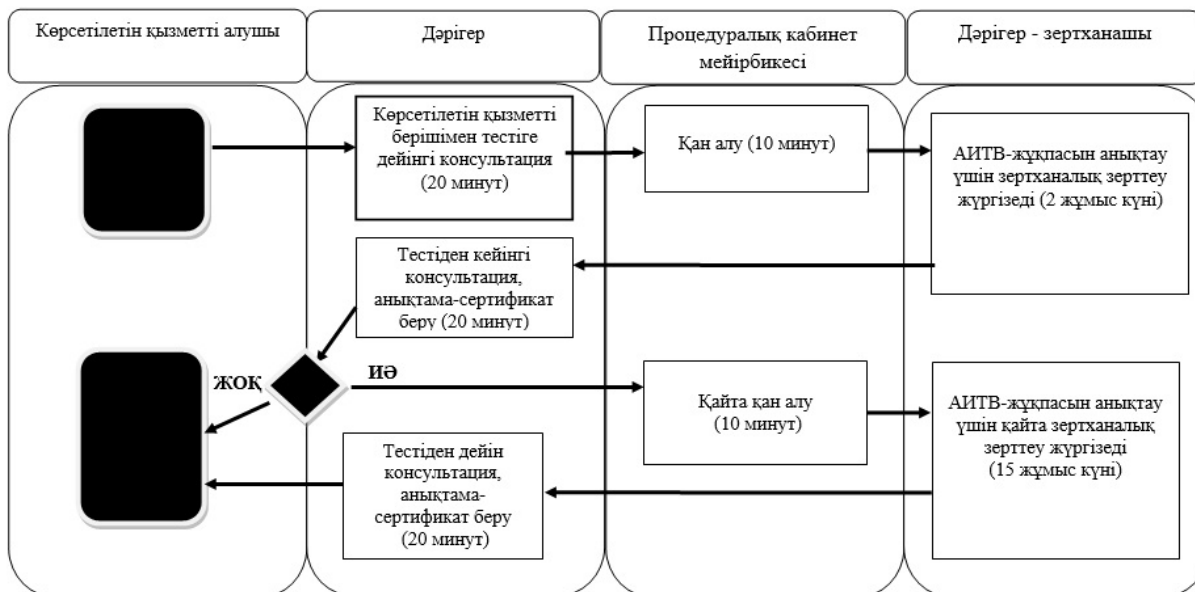 Көрсетілетін қызметті алушы
Дәрігер
Процедуралық кабинет
мейірбикесі
Дәрігер - зертханашы
Көрсетілетін қызметті
берішімен тестіге
дейінгі консультация
(20 минут)
Қан алу (10 минут)
АИТВ-жұқпасын анықтау
үшін зертханалық зерттеу
жүргізеді (2 жұмыс күні)
Тестіден кейінгі
консультация,
анықтама-сертификат
беру (20 минут)
ЖОҚ
ИӘ
Қайта қан алу
(10 минут)
АИТВ-жұқпасын анықтау
үшін қайта зертханалық
зерттеу жүргізеді
(15 жұмыс күні)
Тестіден дейін
консультация,
анықтама-
сертификат беру
(20 минут)